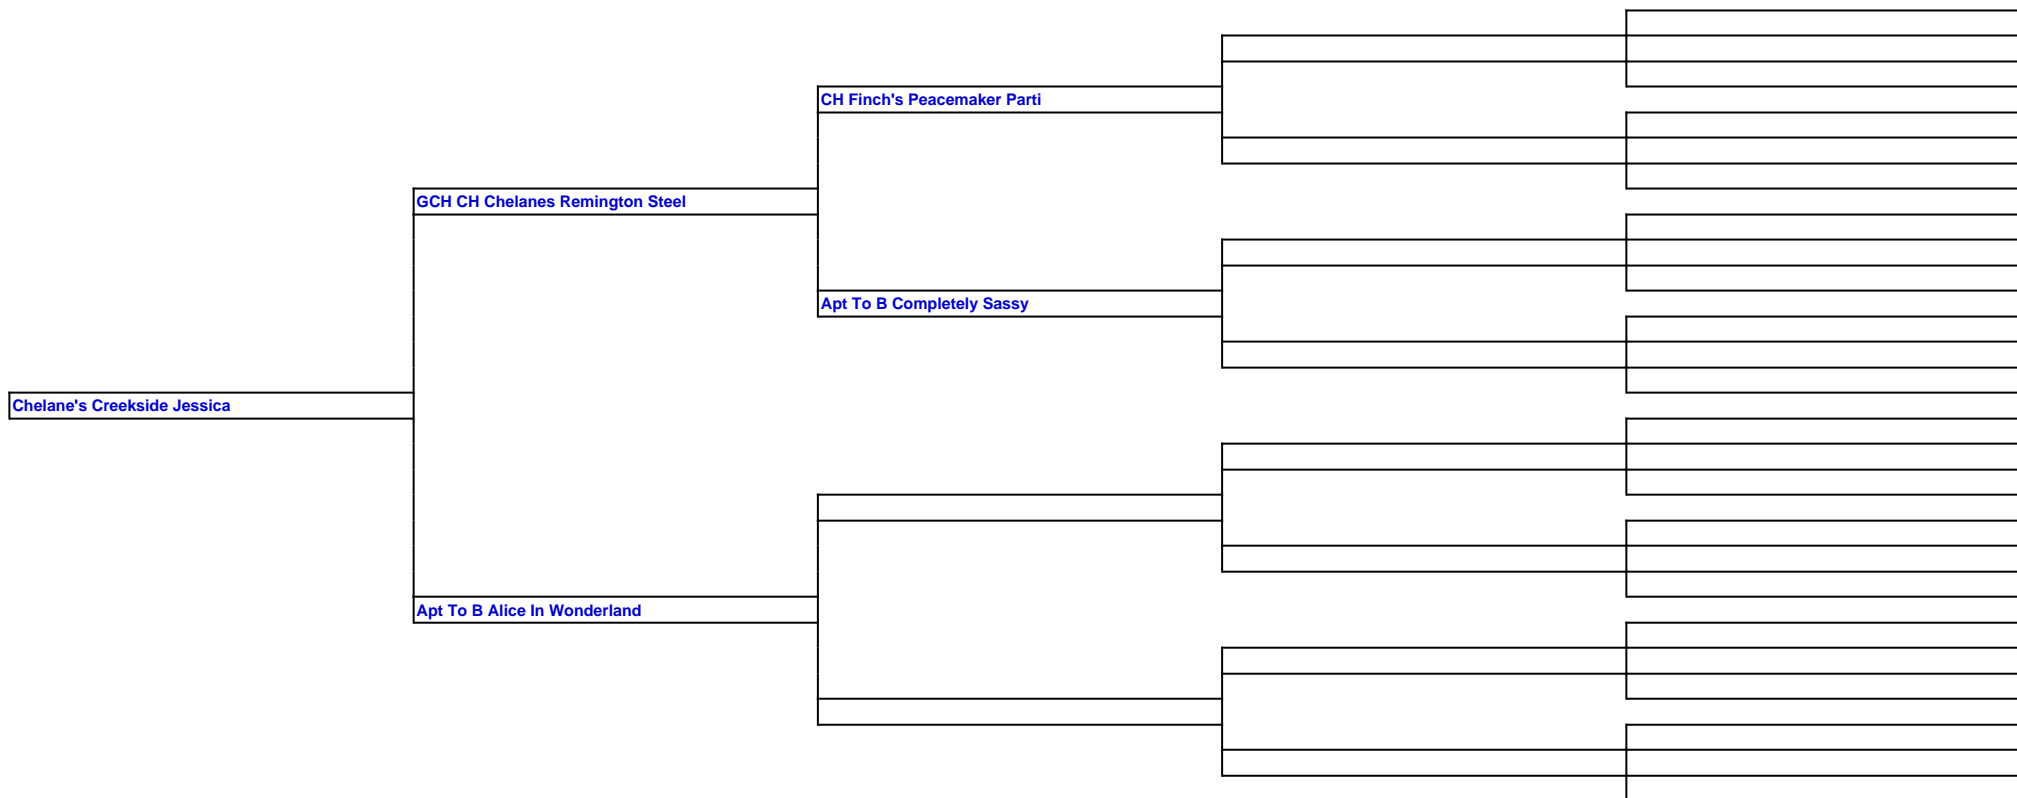 CH Finch's Peacemaker Parti
GCH CH Chelanes Remington Steel
Apt To B Completely Sassy
Chelane's Creekside Jessica
Apt To B Alice In Wonderland